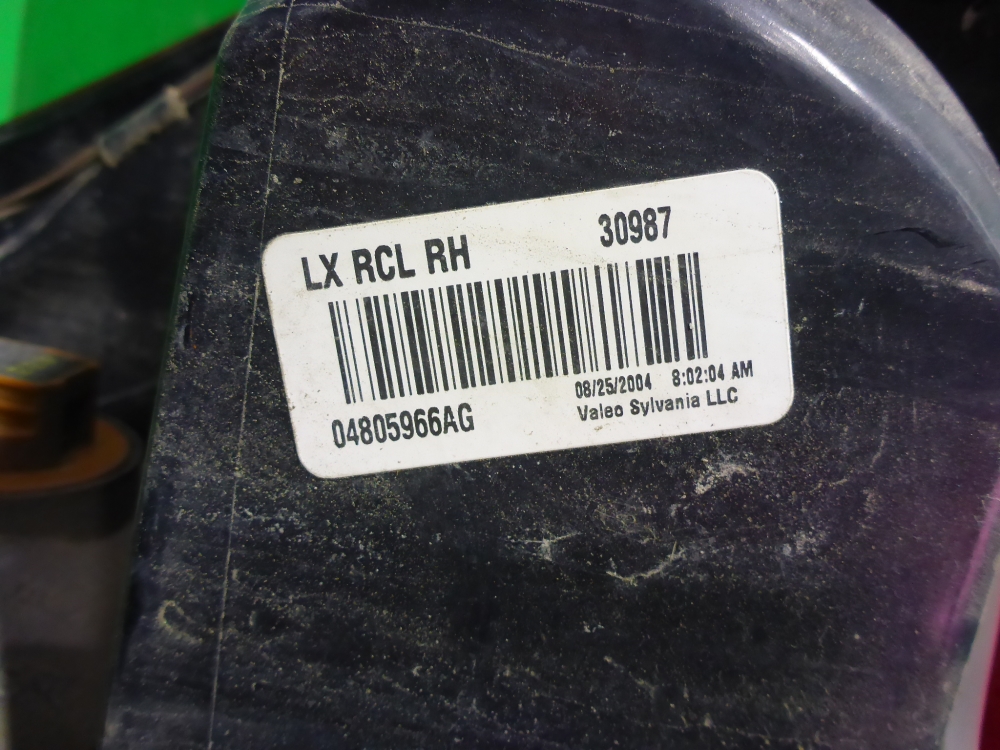 LX RCL RH 30987
04805966AG
08/25/2004 8:02:04 AM
Valeo Sylvania LLC